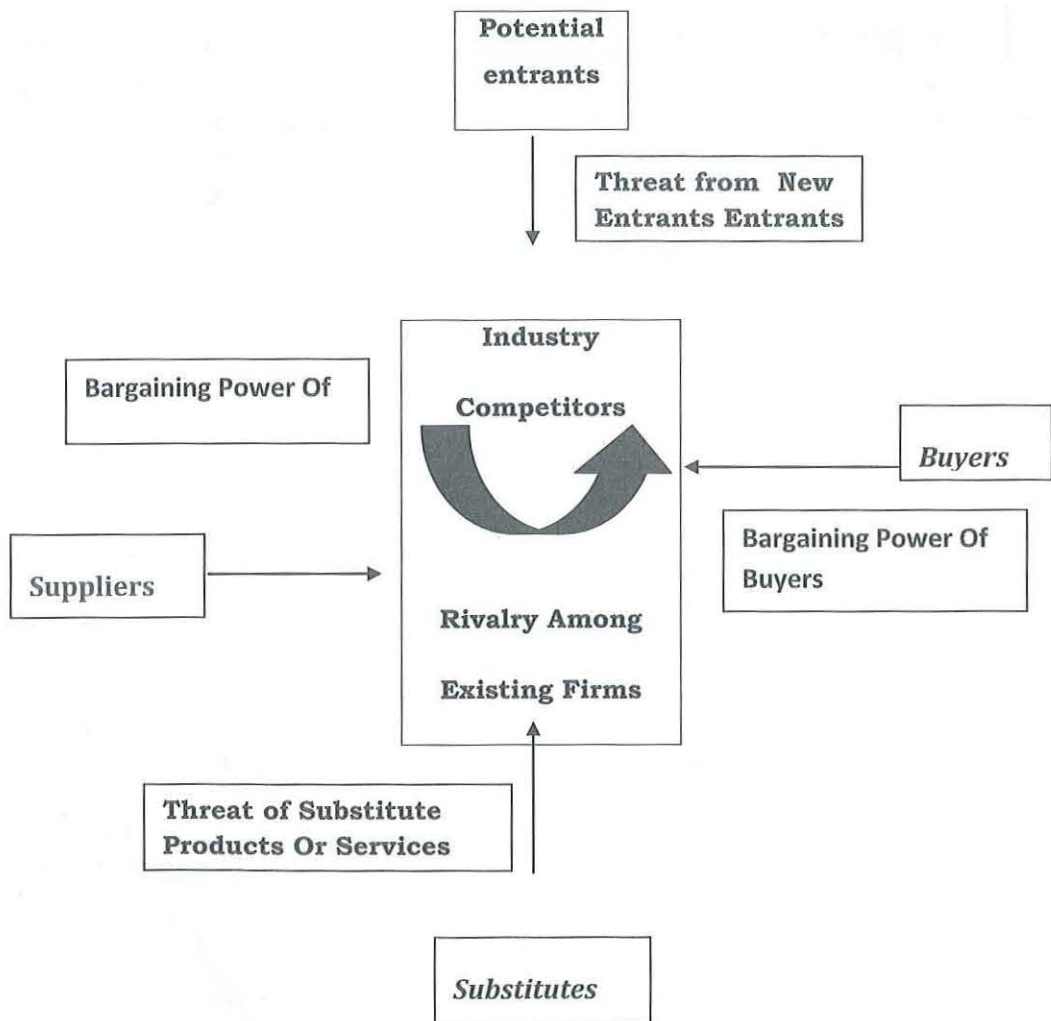 Potential
entrants
Threat from New
Entrants Entrants
Industry
Competitors
Bargaining Power Of
Buyers
Bargaining Power Of
Buyers
Suppliers
Rivalry Among
Existing Firms
Threat of Substitute
Products Or Services
Substitutes